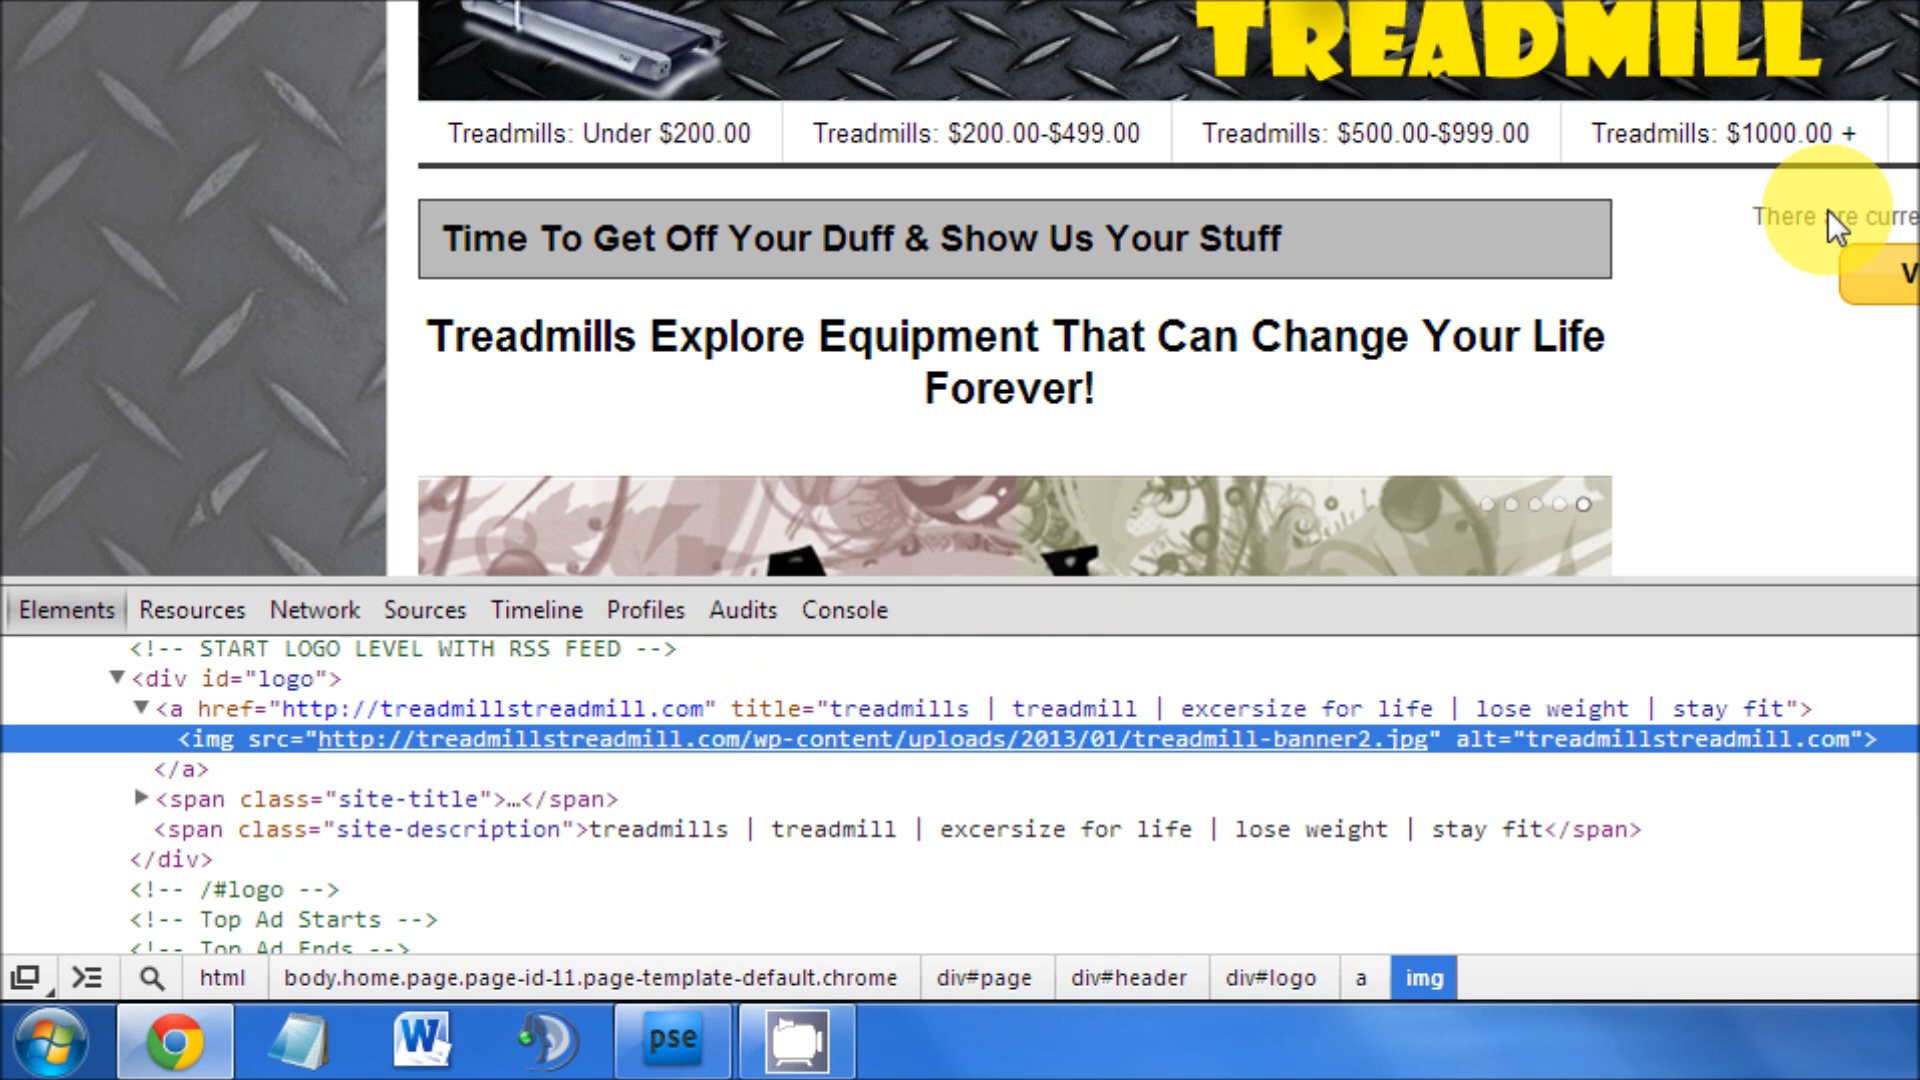 TREADMILL
Treadmills: Under $200.00 Treadmills: $200.00-$499.00 Treadmills: $500.00-$999.00 Treadmills: $1000.00 +
There are curre
Time To Get Off Your Duff & Show Us Your Stuff
V
Treadmills Explore Equipment That Can Change Your Life
Forever!
Elements Resources Network Sources Timeline Profiles Audits Console
<!-- START LOGO LEVEL WITH RSS FEED -->
▼<div id="logo">
▼<a href="http://treadmillstreadmill.com" title="treadmills | treadmill | excersize for life | lose weight | stay fit">
<img src="http://treadmillstreadmill.com/wp-content/uploads/2013/01/treadmill-banner2.jpg" alt="treadmillstreadmill.com">
</a>
▶<span class="site-title">…</span>
<span class="site-description">treadmills | treadmill | excersize for life | lose weight | stay fit</span>
</div>
<!-- /#logo -->
<!-- Top Ad Starts -->
<!-- Top Ad Ends -->
html body.home.page.page-id-11.page-template-default.chrome div#page div#header div#logo a img
W pse